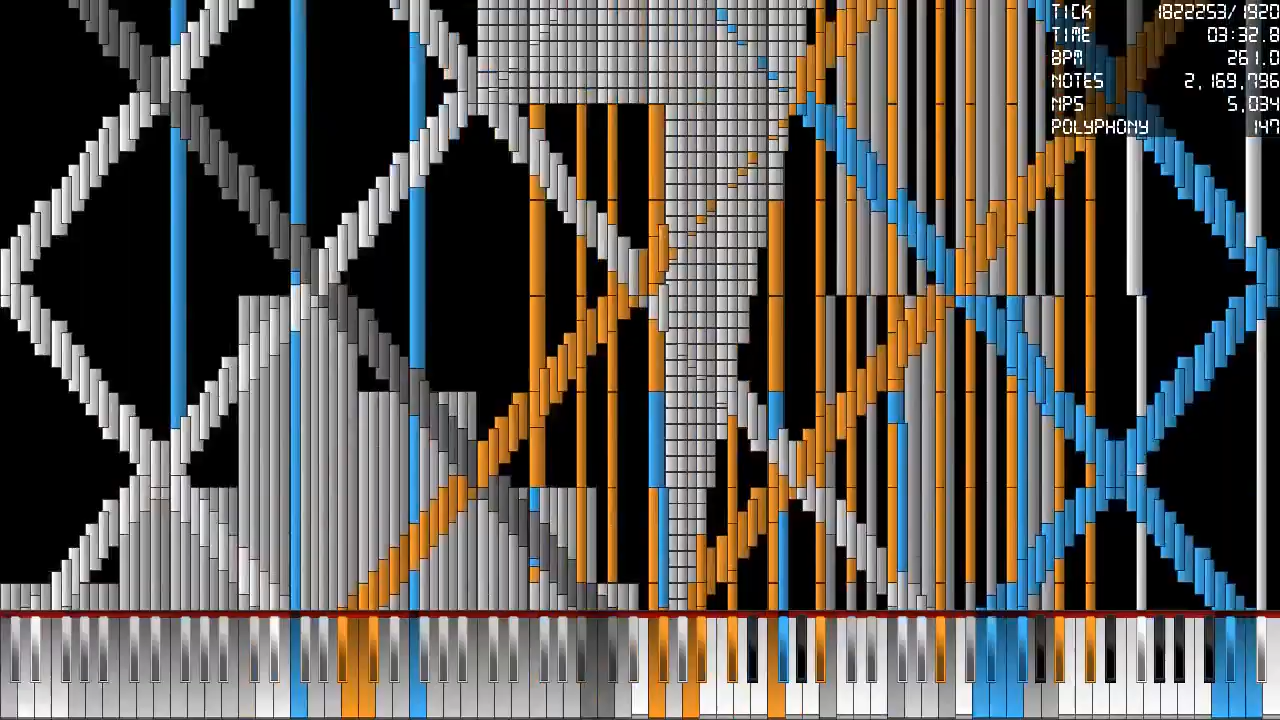 TICK 1822253/1920
TIME 03:32.8
BPM 261.0
NOTES 2,169,796
NPS 5,034
POLYPHONY 147